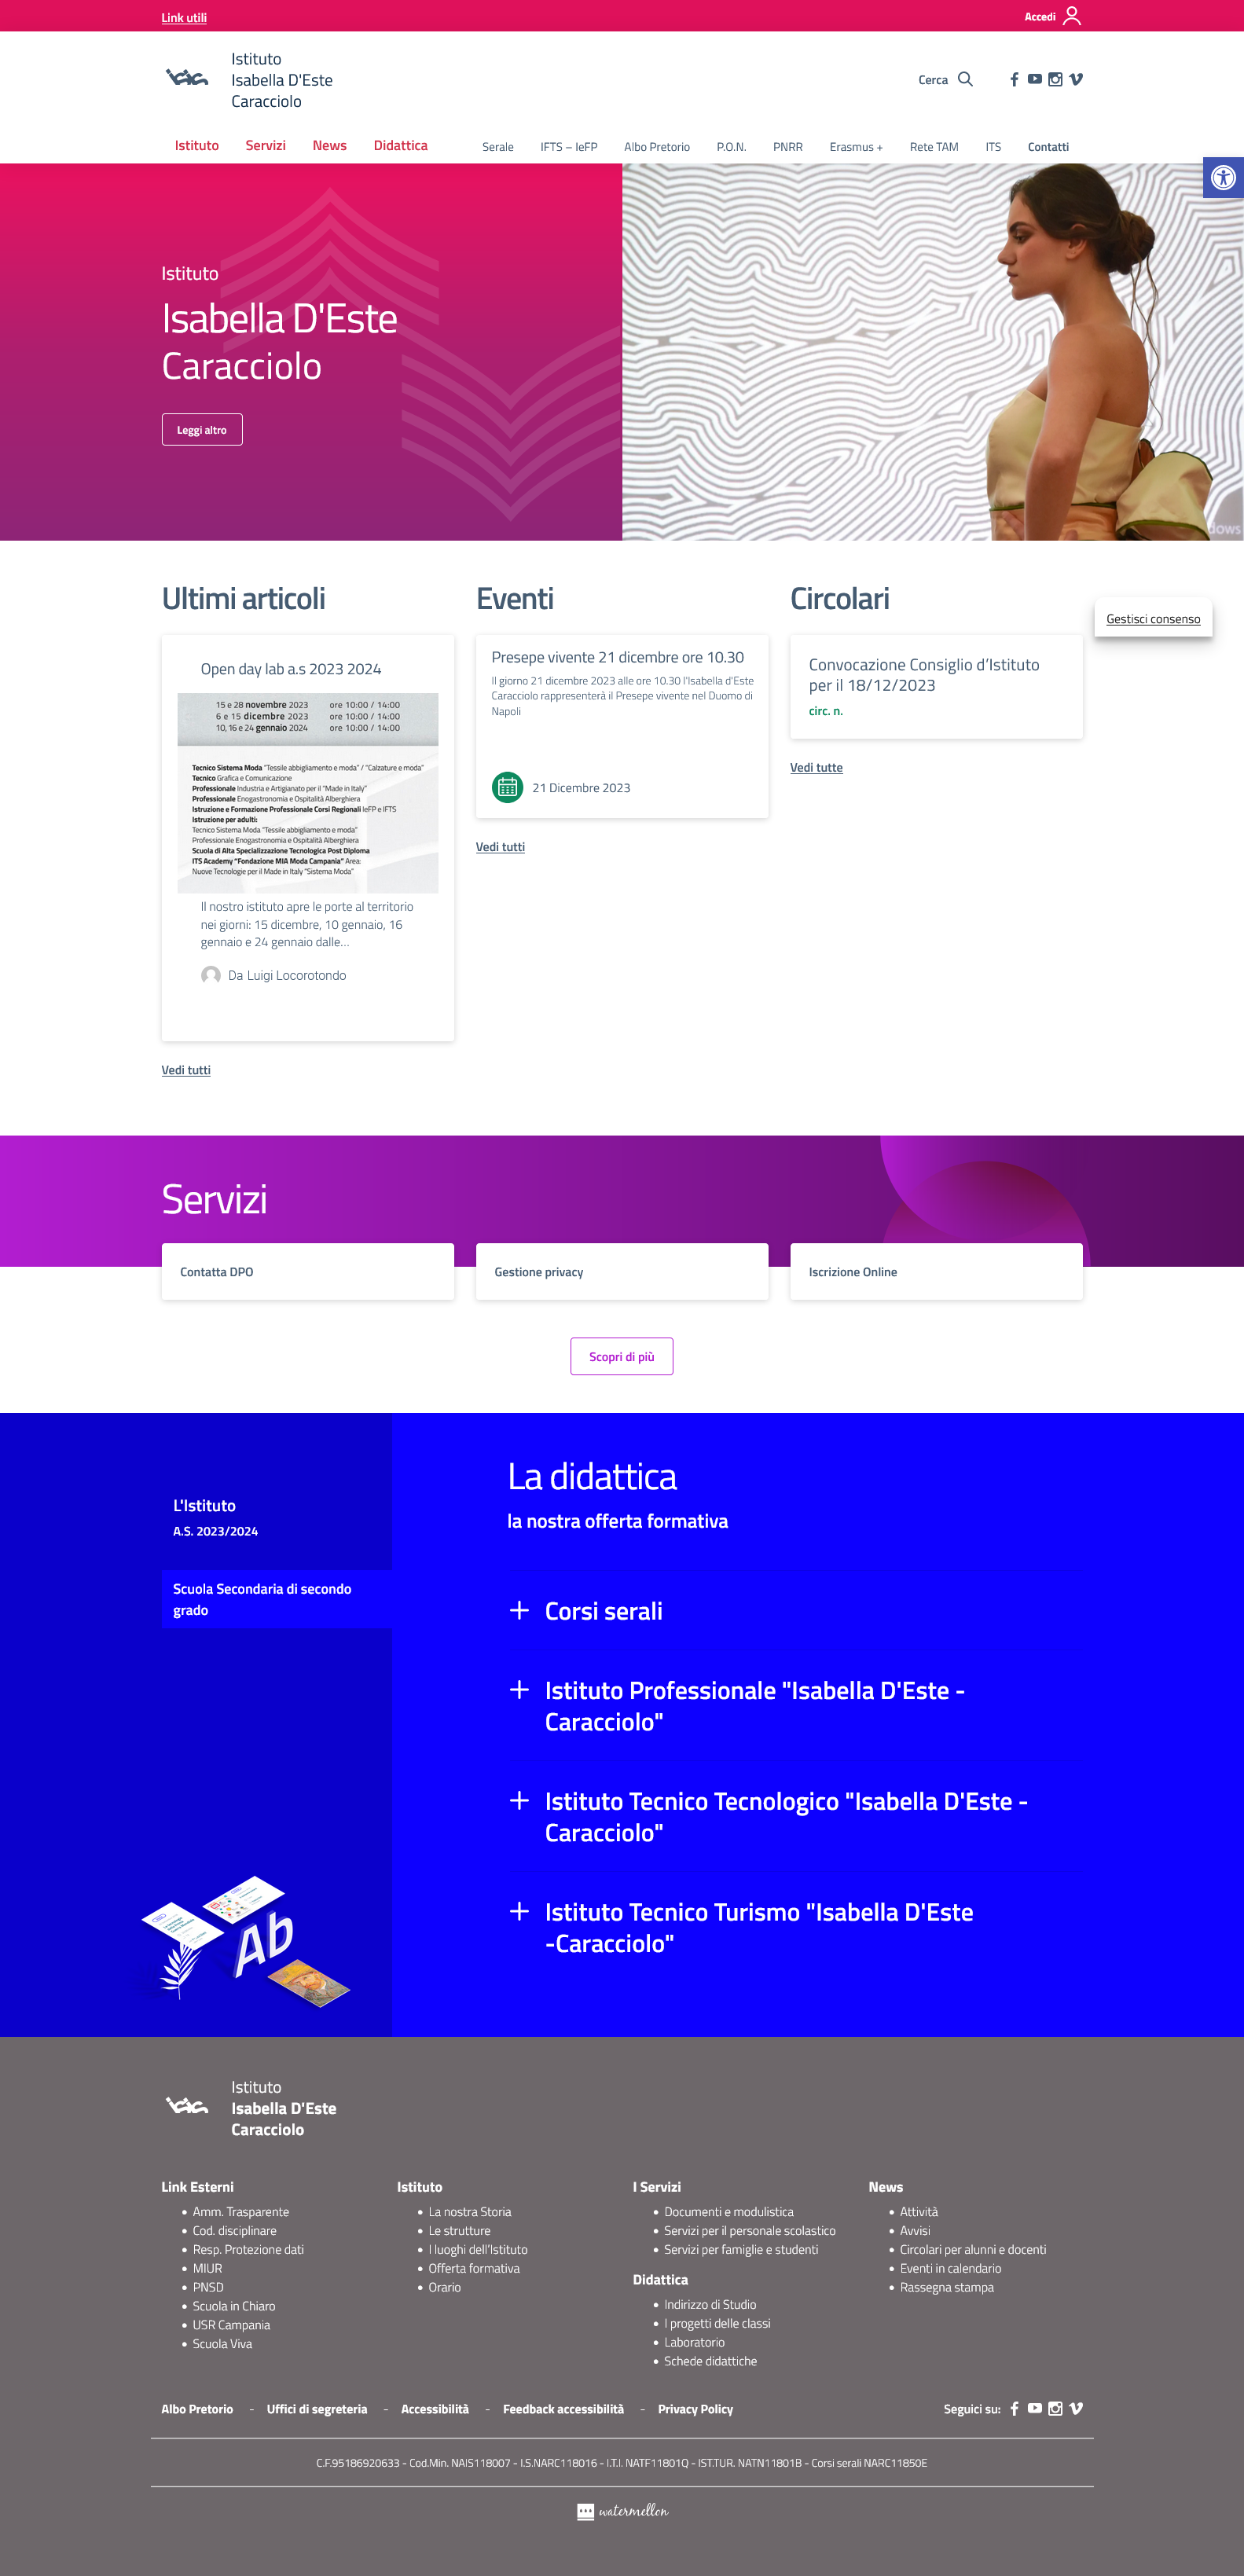 Link utili
Accedi
Istituto
Isabella D'Este
Caracciolo
Cerca
Istituto Servizi News Didattica
Serale IFTS – IeFP Albo Pretorio P.O.N. PNRR Erasmus + Rete TAM ITS Contatti
Istituto
Isabella D'Este
Caracciolo
Leggi altro
dows
Gestisci consenso
Ultimi articoli
Open day lab a.s 2023 2024
15 e 28 novembre 2023 ore 10:00 / 14:00
6 e 15 dicembre 2023 ore 10:00 / 14:00
10, 16 e 24 gennaio 2024 ore 10:00 / 14:00
Tecnico Sistema Moda "Tessile abbigliamento e moda" / "Calzature e moda"
Tecnico Grafica e Comunicazione
Professionale Industria e Artigianato per il "Made in Italy"
Professionale Enogastronomia e Ospitalità Alberghiera
Istruzione e Formazione Professionale Corsi Regionali IeFP e IFTS
Istruzione per adulti:
Tecnico Sistema Moda "Tessile abbigliamento e moda"
Professionale Enogastronomia e Ospitalità Alberghiera
Scuola di Alta Specializzazione Tecnologica Post Diploma
ITS Academy "Fondazione MIA Moda Campania" Area:
Nuove Tecnologie per il Made in Italy "Sistema Moda"
Il nostro istituto apre le porte al territorio
nei giorni: 15 dicembre, 10 gennaio, 16
gennaio e 24 gennaio dalle...
Da Luigi Locorotondo
Vedi tutti
Eventi
Presepe vivente 21 dicembre ore 10.30
Il giorno 21 dicembre 2023 alle ore 10.30 l'Isabella d'Este
Caracciolo rappresenterà il Presepe vivente nel Duomo di
Napoli
21 Dicembre 2023
Vedi tutti
Circolari
Convocazione Consiglio d’Istituto
per il 18/12/2023
circ. n.
Vedi tutte
Servizi
Contatta DPO
Gestione privacy
Iscrizione Online
Scopri di più
L'Istituto
A.S. 2023/2024
Scuola Secondaria di secondo
grado
Ab
La didattica
la nostra offerta formativa
Corsi serali
Istituto Professionale "Isabella D'Este -
Caracciolo"
Istituto Tecnico Tecnologico "Isabella D'Este -
Caracciolo"
Istituto Tecnico Turismo "Isabella D'Este
-Caracciolo"
Istituto
Isabella D'Este
Caracciolo
Link Esterni
Amm. Trasparente
Cod. disciplinare
Resp. Protezione dati
MIUR
PNSD
Scuola in Chiaro
USR Campania
Scuola Viva
Istituto
La nostra Storia
Le strutture
I luoghi dell'Istituto
Offerta formativa
Orario
I Servizi
Documenti e modulistica
Servizi per il personale scolastico
Servizi per famiglie e studenti
Didattica
Indirizzo di Studio
I progetti delle classi
Laboratorio
Schede didattiche
News
Attività
Avvisi
Circolari per alunni e docenti
Eventi in calendario
Rassegna stampa
Albo Pretorio - Uffici di segreteria - Accessibilità - Feedback accessibilità - Privacy Policy
Seguici su:
C.F.95186920633 - Cod.Min. NAIS118007 - I.S.NARC118016 - I.T.I. NATF11801Q - IST.TUR. NATN11801B - Corsi serali NARC11850E
watermellon